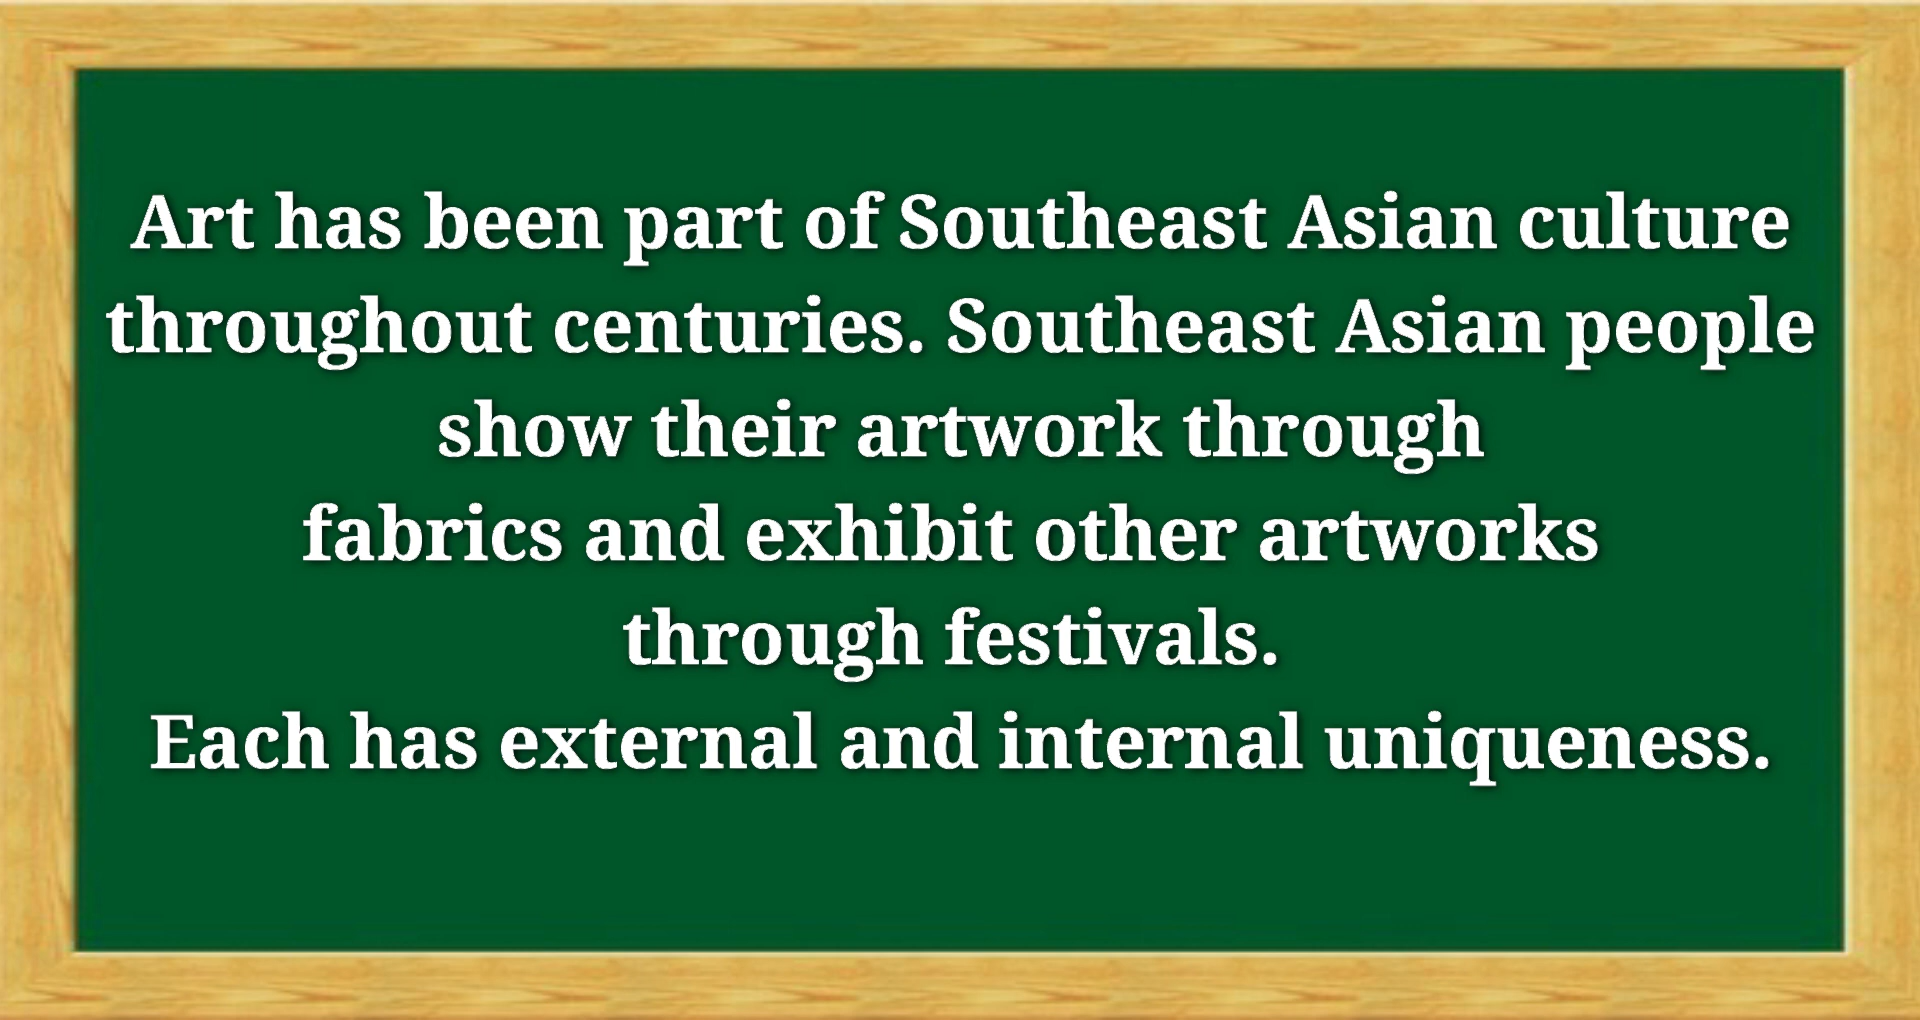 Art has been part of Southeast Asian culture
throughout centuries. Southeast Asian people
show their artwork through
fabrics and exhibit other artworks
through festivals.
Each has external and internal uniqueness.